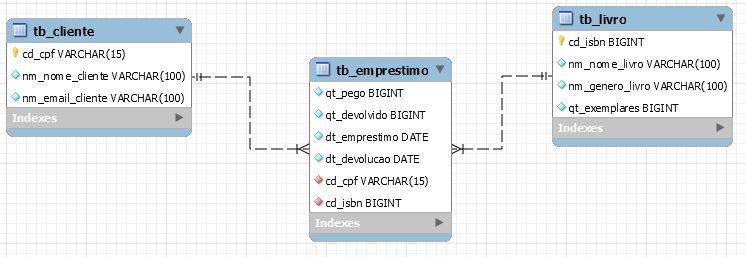 tb_cliente
cd_cpf VARCHAR(15)
nm_nome_cliente VARCHAR(100)
nm_email_cliente VARCHAR(100)
Indexes
tb_emprestimo
qt_pego BIGINT
qt_devolvido BIGINT
dt_emprestimo DATE
dt_devolucao DATE
cd_cpf VARCHAR(15)
cd_isbn BIGINT
Indexes
tb_livro
cd_isbn BIGINT
nm_nome_livro VARCHAR(100)
nm_genero_livro VARCHAR(100)
qt_exemplares BIGINT
Indexes